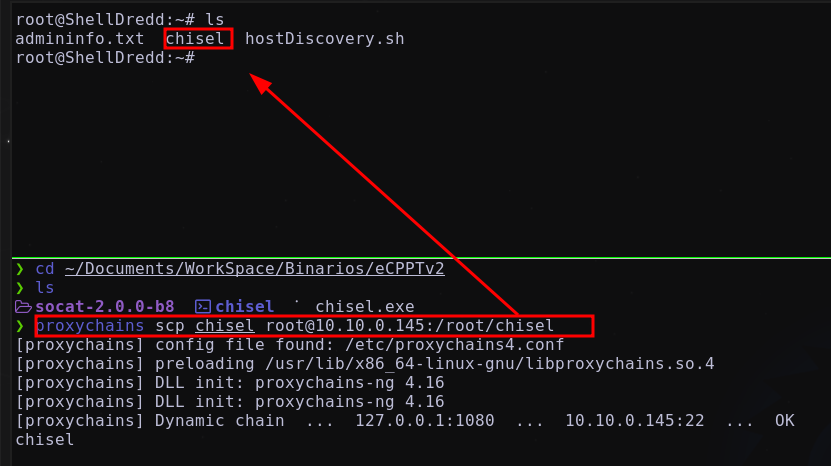 root@ShellDredd:~# ls
admininfo.txt  chisel  hostDiscovery.sh
root@ShellDredd:~#
❯ cd ~/Documents/WorkSpace/Binarios/eCPPTv2
❯ ls
socat-2.0.0-b8  chisel  ` chisel.exe
❯ proxychains scp chisel root@10.10.0.145:/root/chisel
[proxychains] config file found: /etc/proxychains4.conf
[proxychains] preloading /usr/lib/x86_64-linux-gnu/libproxychains.so.4
[proxychains] DLL init: proxychains-ng 4.16
[proxychains] DLL init: proxychains-ng 4.16
[proxychains] Dynamic chain  ...  127.0.0.1:1080  ...  10.10.0.145:22  ...  OK
chisel